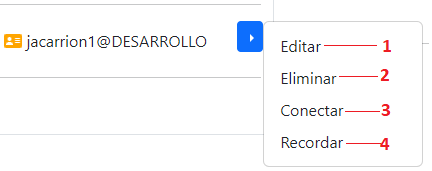 jacarrion1@DESARROLLO
Editar 1
Eliminar 2
Conectar 3
Recordar 4